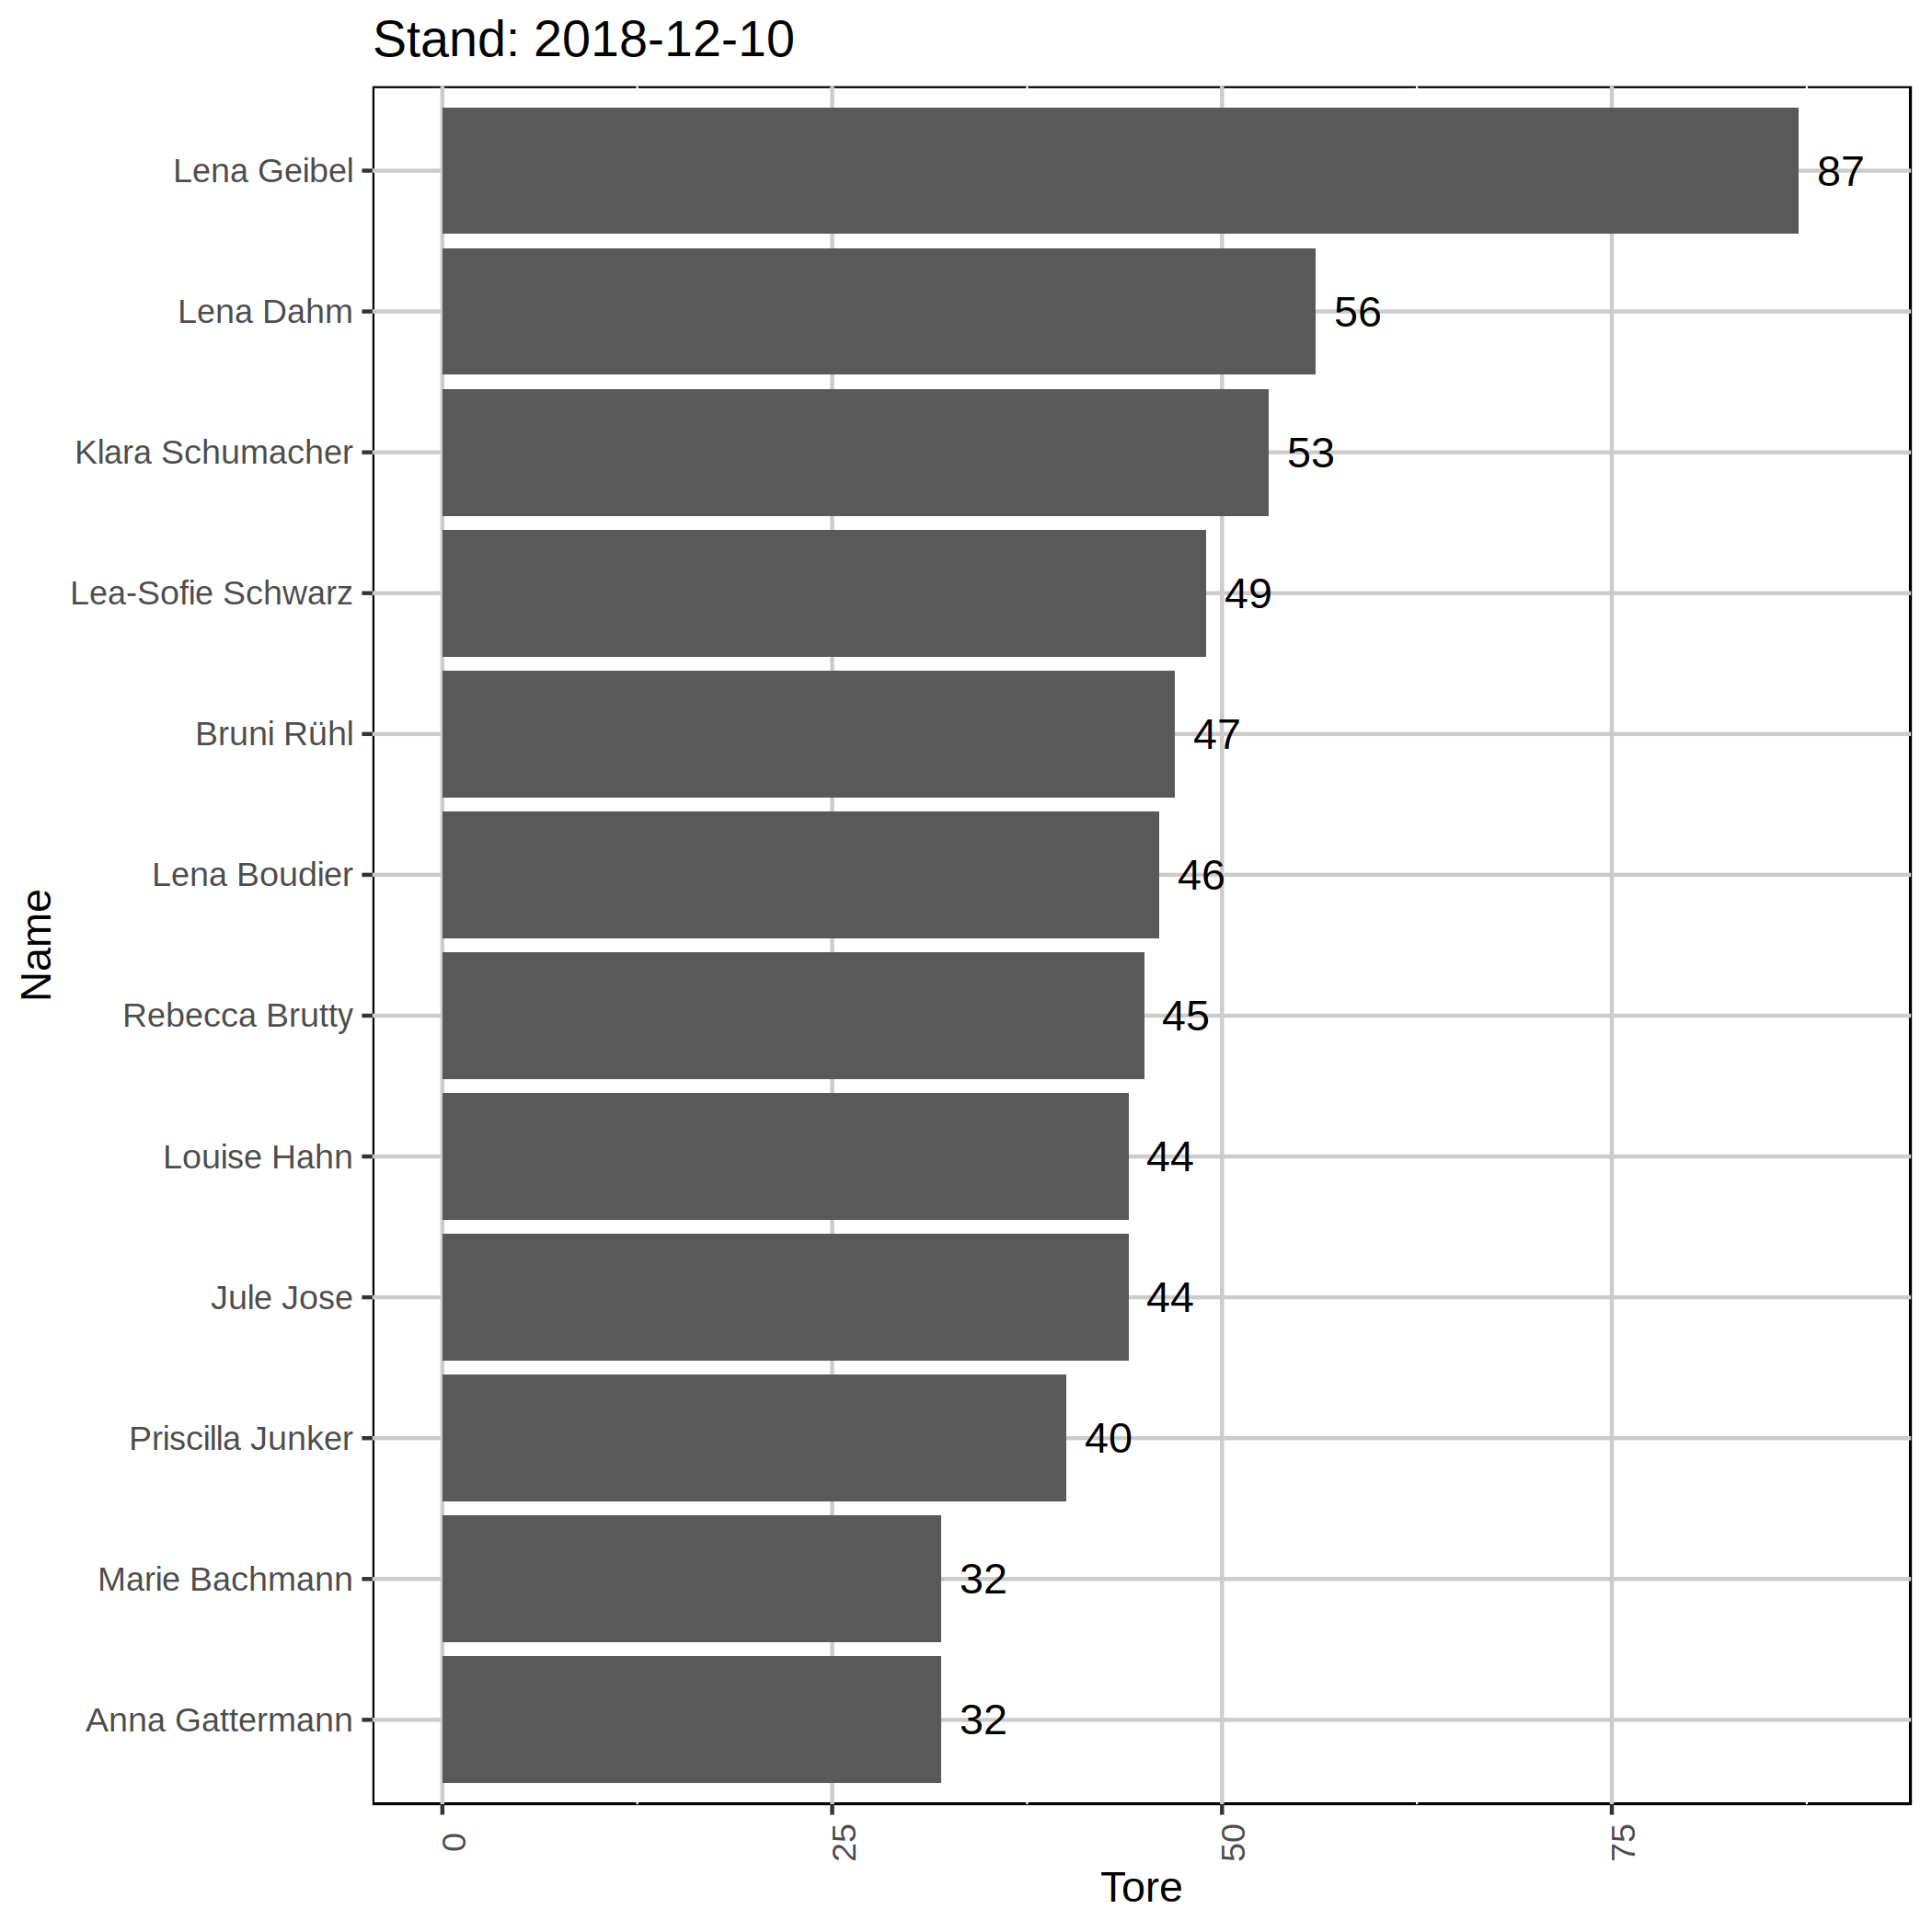 Stand: 2018-12-10
Lena Geibel 87
Lena Dahm 56
Klara Schumacher 53
Lea-Sofie Schwarz 49
Bruni Rühl 47
Lena Boudier 46
Rebecca Brutty 45
Louise Hahn 44
Jule Jose 44
Priscilla Junker 40
Marie Bachmann 32
Anna Gattermann 32
Name
0 25 50 75
Tore